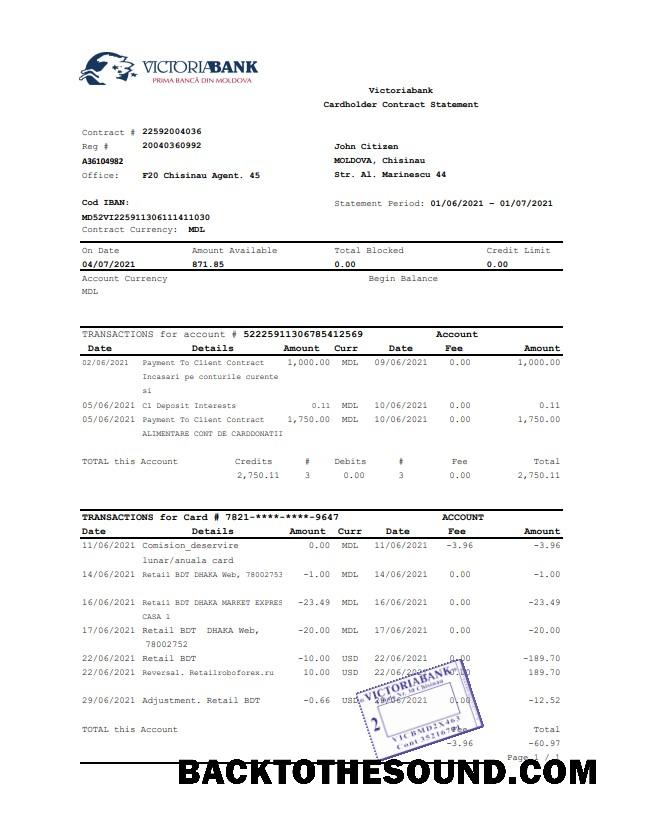 VICTORIABANK
PRIMA BANCĂ DIN MOLDOVA
Victoriabank
Cardholder Contract Statement
Contract # 22592004036
Reg # 20040360992
A36104982
Office: F20 Chisinau Agent. 45
John Citizen
MOLDOVA, Chisinau
Str. Al. Marinescu 44
Cod IBAN:
MD52VI225911306111411030
Contract Currency: MDL
Statement Period: 01/06/2021 – 01/07/2021
On Date Amount Available Total Blocked Credit Limit
04/07/2021 871.85 0.00 0.00
Account Currency Begin Balance
MDL
TRANSACTIONS for account # 52225911306785412569 Account
Date Details Amount Curr Date Fee Amount
02/06/2021 Payment To Client Contract 1,000.00 MDL 09/06/2021 0.00 1,000.00
Incasari pe conturile curente
si
05/06/2021 Cl Deposit Interests 0.11 MDL 10/06/2021 0.00 0.11
05/06/2021 Payment To Client Contract 1,750.00 MDL 10/06/2021 0.00 1,750.00
ALIMENTARE CONT DE CARDDONATII
TOTAL this Account Credits # Debits # Fee Total
2,750.11 3 0.00 3 0.00 2,750.11
TRANSACTIONS for Card # 7821-****-****-9647 ACCOUNT
Date Details Amount Curr Date Fee Amount
11/06/2021 Comision_deservire 0.00 MDL 11/06/2021 –3.96 –3.96
lunar/anuala card
14/06/2021 Retail BDT DHAKA Web, 78002753 –1.00 MDL 14/06/2021 0.00 –1.00
16/06/2021 Retail BDT DHAKA MARKET EXPRES –23.49 MDL 16/06/2021 0.00 –23.49
CASA 1
17/06/2021 Retail BDT DHAKA Web, –20.00 MDL 17/06/2021 0.00 –20.00
78002752
22/06/2021 Retail BDT –10.00 USD 22/06/2021 0.00 –189.70
22/06/2021 Reversal. Retailroboforex.ru 10.00 USD 22/06/2021 0.00 189.70
29/06/2021 Adjustment. Retail BDT –0.66 USD 29/06/2021 0.00 –12.52
TOTAL this Account Fee Total
–3.96 –60.97
VICTORIABANK
Chisinau
2
VICBMD2X463
Page 1 / 1
BACKTOTHESOUND.COM